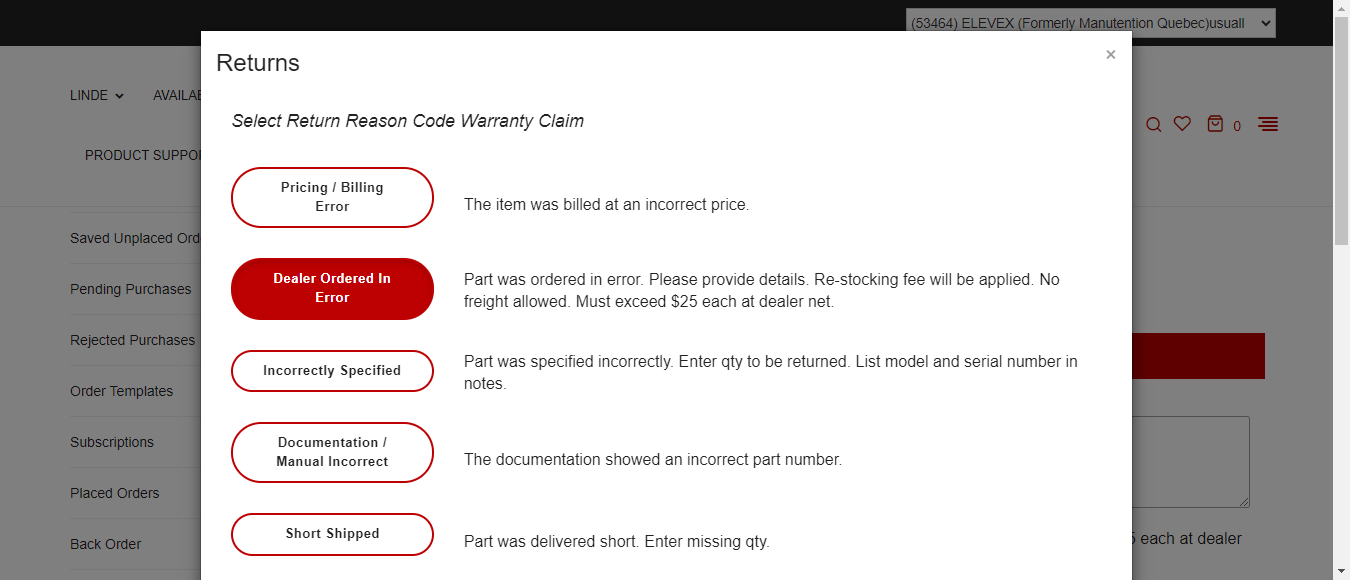 (53464) ELEVEX (Formerly Manutention Quebec)usuall
Returns
×
LINDE
Select Return Reason Code Warranty Claim
0
Pricing / Billing
Error
The item was billed at an incorrect price.
Saved Unplaced
Dealer Ordered In
Error
Part was ordered in error. Please provide details. Re-stocking fee will be applied. No
freight allowed. Must exceed $25 each at dealer net.
Pending Purchases
Rejected Purchases
Incorrectly Specified
Part was specified incorrectly. Enter qty to be returned. List model and serial number in
notes.
Order Templates
Subscriptions
Documentation /
Manual Incorrect
The documentation showed an incorrect part number.
Placed Orders
Short Shipped
Part was delivered short. Enter missing qty.
Back Order
each at dealer
PRODUCT